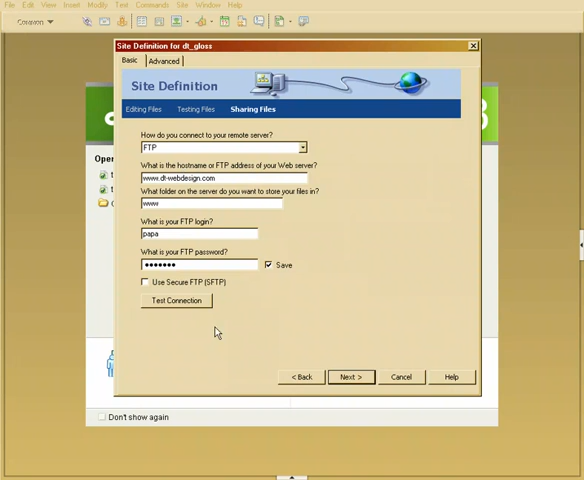 File Edit View Insert Modify Text Commands Site Window Help
Common
Site Definition for dt_gloss
Basic Advanced
Site Definition
Editing Files Testing Files Sharing Files
How do you connect to your remote server?
FTP
What is the hostname or FTP address of your Web server?
www.dt-webdesign.com
What folder on the server do you want to store your files in?
www
What is your FTP login?
papa
What is your FTP password?
••••••• Save
Use Secure FTP (SFTP)
Test Connection
< Back Next > Cancel Help
Don't show again